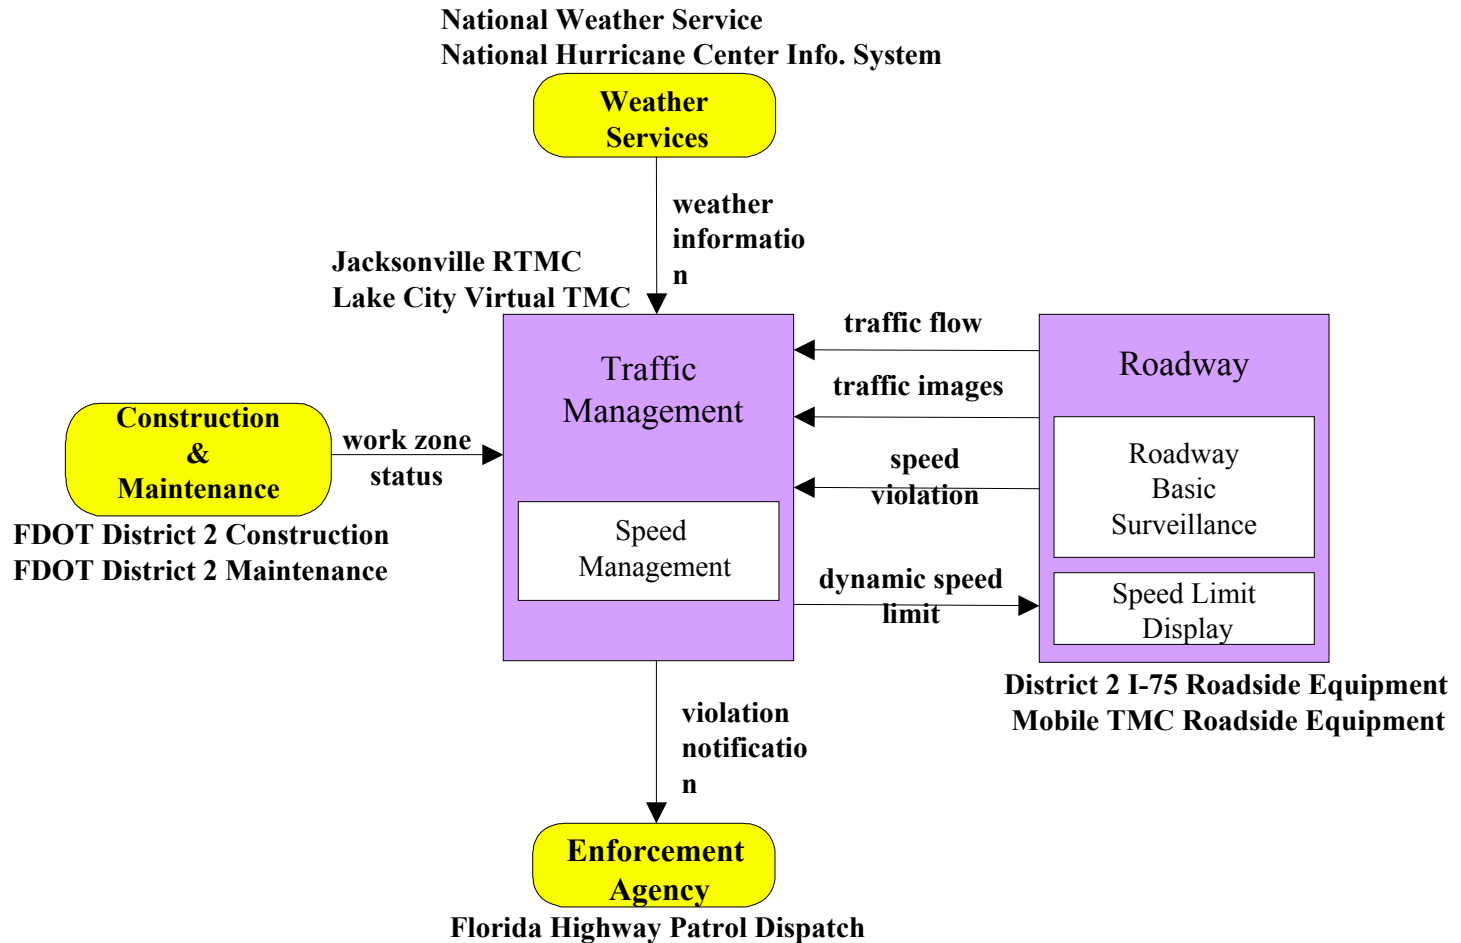 National Weather Service
National Hurricane Center Info. System
Weather
Services
weather
informatio
n
Jacksonville RTMC
Lake City Virtual TMC
Traffic
Management
Speed
Management
traffic flow
traffic images
speed
violation
dynamic speed
limit
Roadway
Roadway
Basic
Surveillance
Speed Limit
Display
District 2 I-75 Roadside Equipment
Mobile TMC Roadside Equipment
Construction
&
Maintenance
work zone
status
FDOT District 2 Construction
FDOT District 2 Maintenance
violation
notificatio
n
Enforcement
Agency
Florida Highway Patrol Dispatch